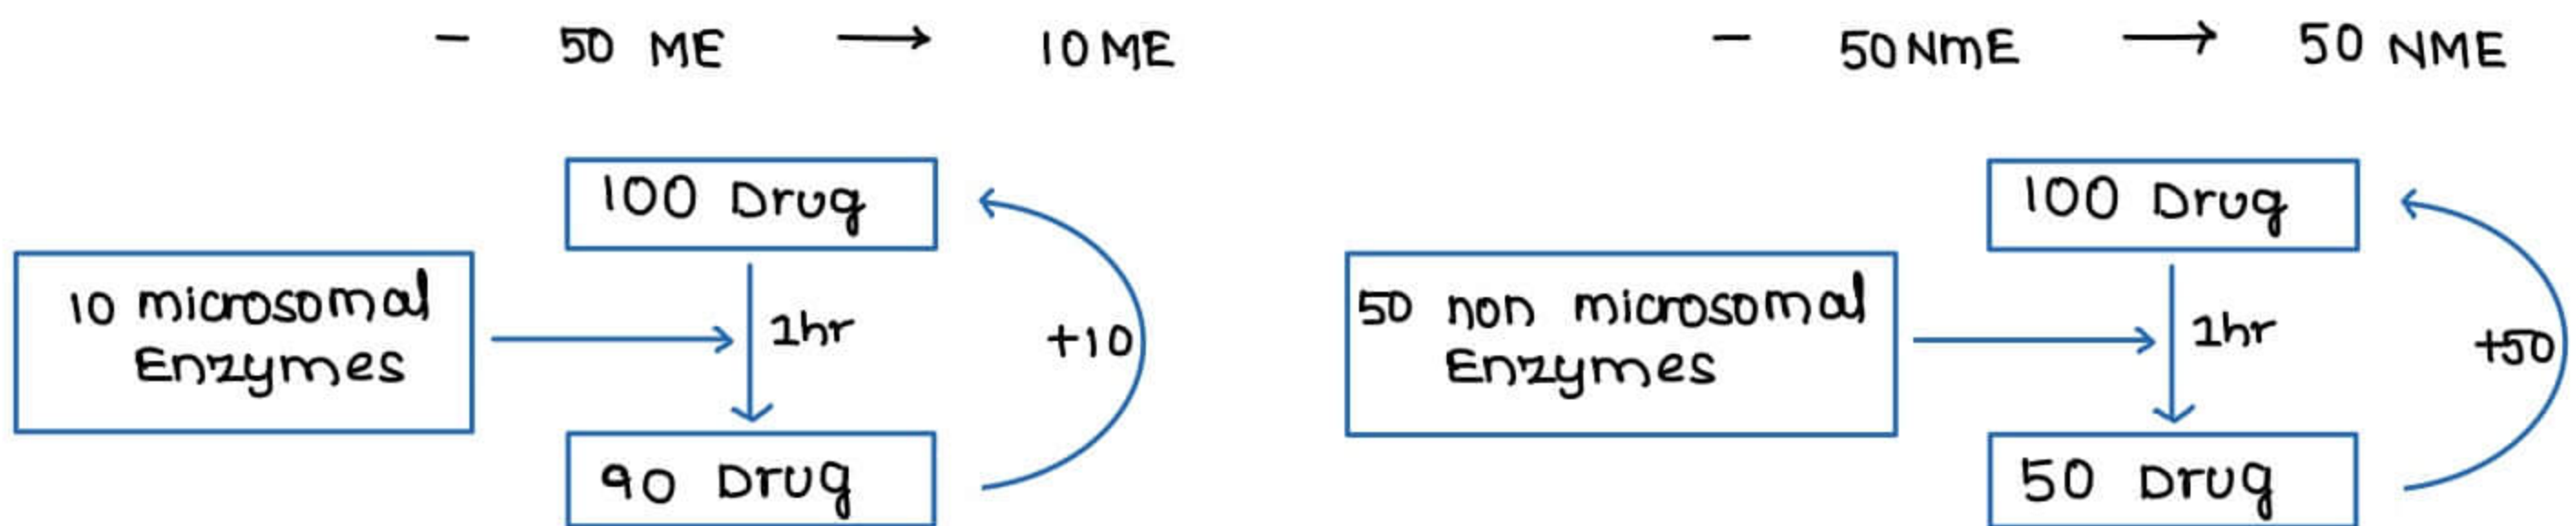 - 50 ME → 10 ME
100 Drug
10 microsomal
Enzymes
1hr
+10
90 Drug
- 50 NmE → 50 NME
100 Drug
50 non microsomal
Enzymes
1hr
+50
50 Drug